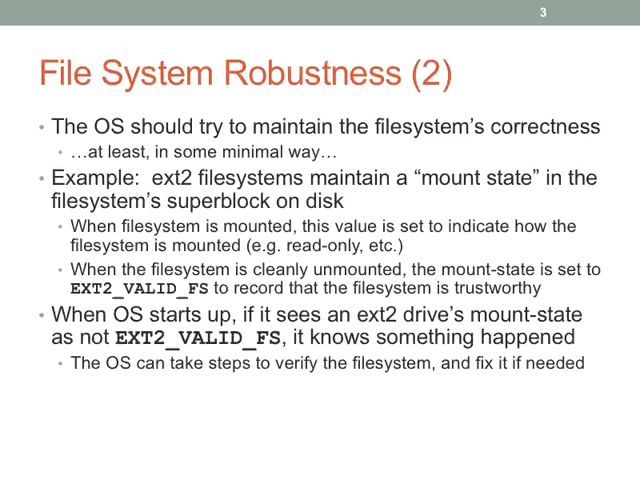 3
File System Robustness (2)
• The OS should try to maintain the filesystem's correctness
• …at least, in some minimal way…
• Example:  ext2 filesystems maintain a "mount state" in the
filesystem's superblock on disk
• When filesystem is mounted, this value is set to indicate how the
filesystem is mounted (e.g. read-only, etc.)
• When the filesystem is cleanly unmounted, the mount-state is set to
EXT2_VALID_FS to record that the filesystem is trustworthy
• When OS starts up, if it sees an ext2 drive's mount-state
as not EXT2_VALID_FS, it knows something happened
• The OS can take steps to verify the filesystem, and fix it if needed